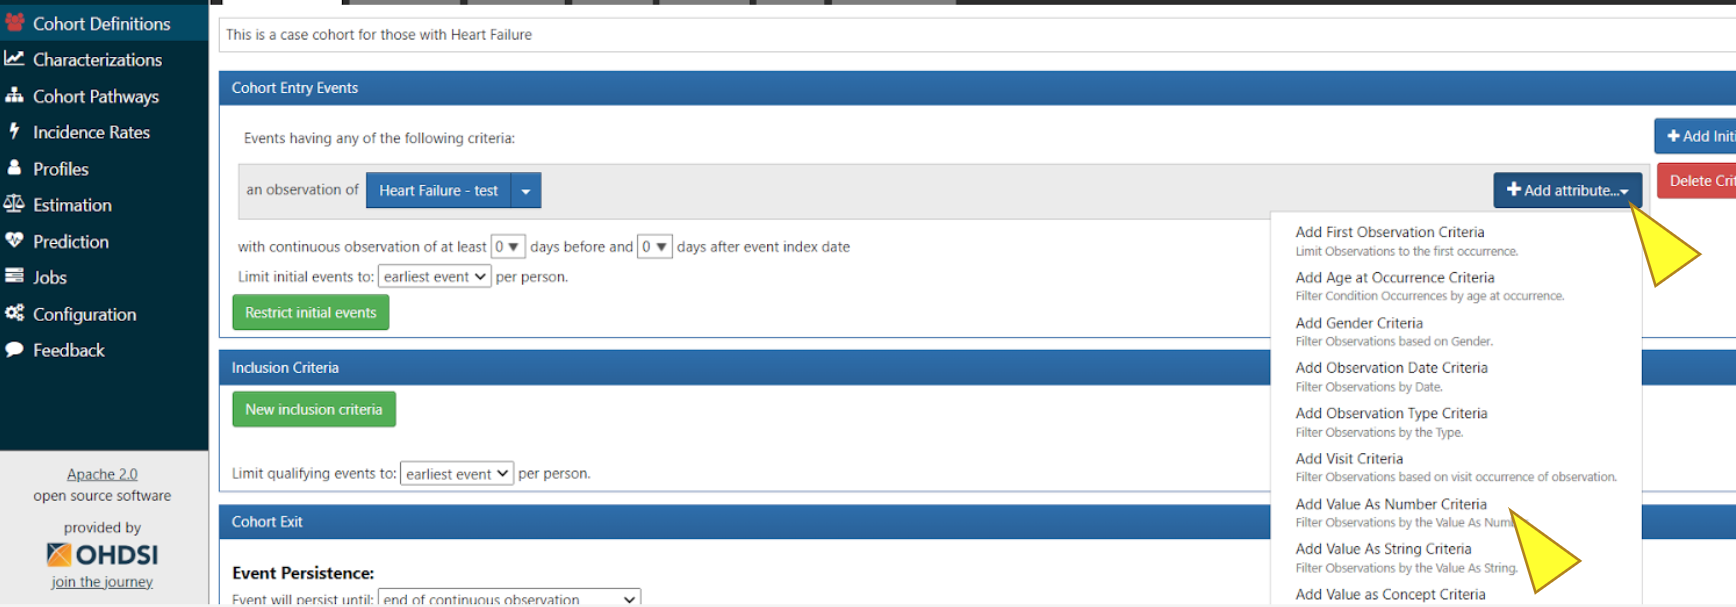 Cohort Definitions
Characterizations
Cohort Pathways
Incidence Rates
Profiles
Estimation
Prediction
Jobs
Configuration
Feedback
Apache 2.0
open source software
provided by
OHDSI
join the journey
This is a case cohort for those with Heart Failure
Cohort Entry Events
Events having any of the following criteria:
Add Initi
an observation of Heart Failure - test
Add attribute...
Delete Crit
with continuous observation of at least 0 days before and 0 days after event index date
Limit initial events to: earliest event per person.
Restrict initial events
Inclusion Criteria
New inclusion criteria
Limit qualifying events to: earliest event per person.
Cohort Exit
Event Persistence:
Event will persist until: end of continuous observation
Add First Observation Criteria
Limit Observations to the first occurrence.
Add Age at Occurrence Criteria
Filter Condition Occurrences by age at occurrence.
Add Gender Criteria
Filter Observations based on Gender.
Add Observation Date Criteria
Filter Observations by Date.
Add Observation Type Criteria
Filter Observations by the Type.
Add Visit Criteria
Filter Observations based on visit occurrence of observation.
Add Value As Number Criteria
Filter Observations by the Value As Num
Add Value As String Criteria
Filter Observations by the Value As String.
Add Value as Concept Criteria